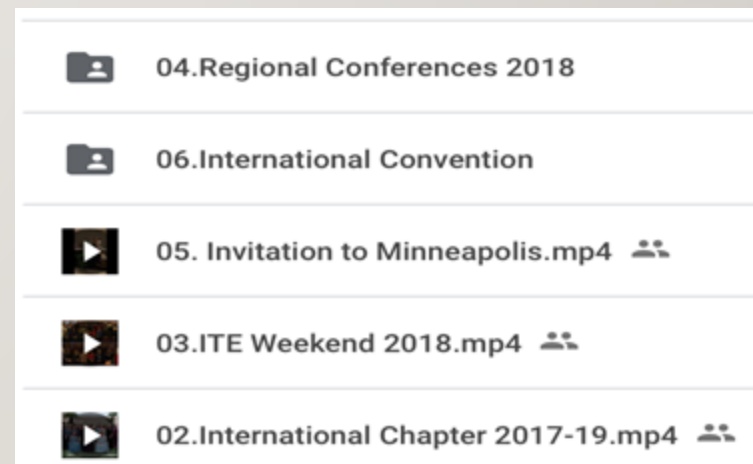 04.Regional Conferences 2018
06.International Convention
05. Invitation to Minneapolis.mp4
03.ITE Weekend 2018.mp4
02.International Chapter 2017-19.mp4